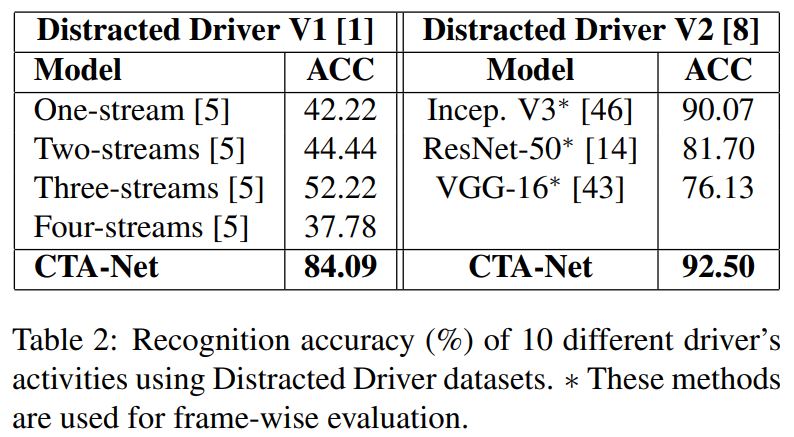 Distracted Driver V1 [1] Distracted Driver V2 [8]
Model ACC Model ACC
One-stream [5] 42.22 Incep. V3* [46] 90.07
Two-streams [5] 44.44 ResNet-50* [14] 81.70
Three-streams [5] 52.22 VGG-16* [43] 76.13
Four-streams [5] 37.78
CTA-Net 84.09 CTA-Net 92.50
Table 2: Recognition accuracy (%) of 10 different driver's
activities using Distracted Driver datasets. * These methods
are used for frame-wise evaluation.